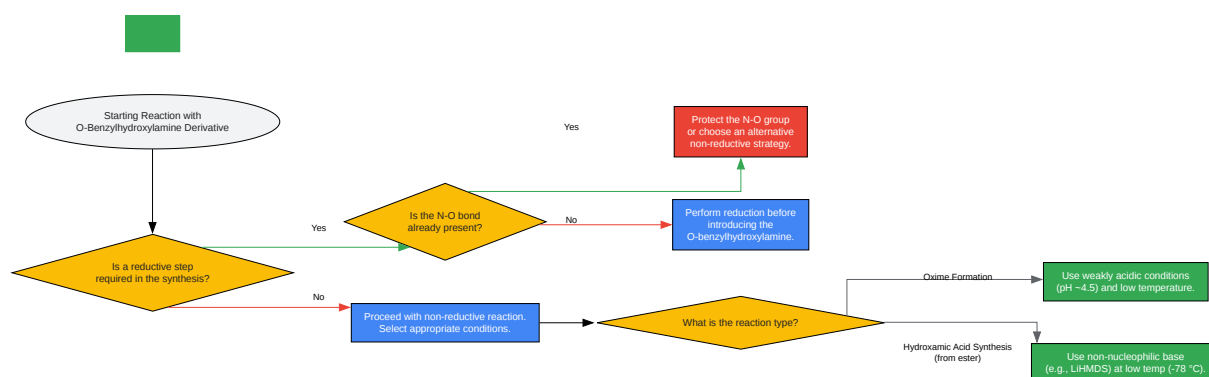 Starting Reaction with
O-Benzylhydroxylamine Derivative
Yes
Protect the N-O group
or choose an alternative
non-reductive strategy.
Is the N-O bond
already present?
No
Perform reduction before
introducing the
O-benzylhydroxylamine.
Yes
Is a reductive step
required in the synthesis?
No
Proceed with non-reductive reaction.
Select appropriate conditions.
What is the reaction type?
Oxime Formation
Use weakly acidic conditions
(pH ~4.5) and low temperature.
Hydroxamic Acid Synthesis
(from ester)
Use non-nucleophilic base
(e.g., LiHMDS) at low temp (-78 °C).